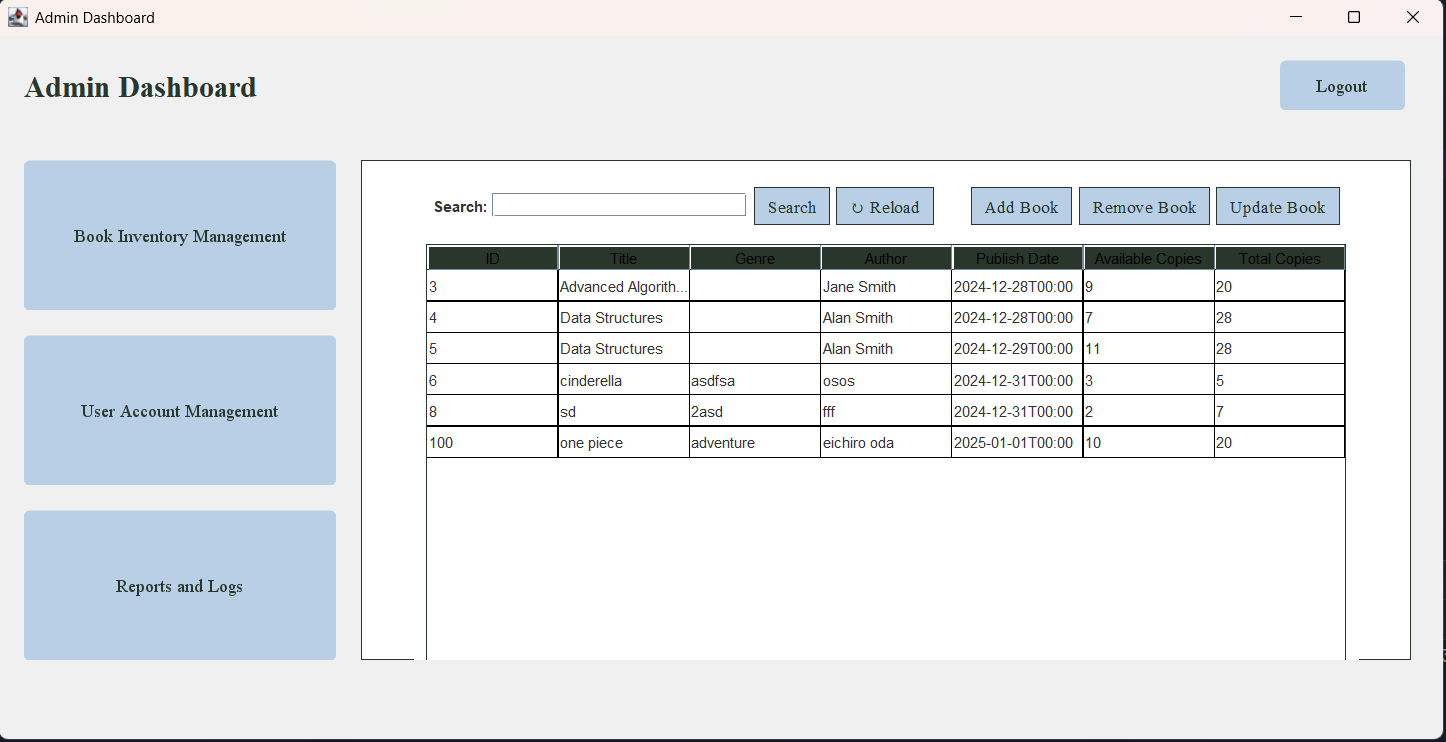 Admin Dashboard
Admin Dashboard
Logout
Book Inventory Management
User Account Management
Reports and Logs
Search: Search ↻ Reload Add Book Remove Book Update Book
ID Title Genre Author Publish Date Available Copies Total Copies
3 Advanced Algorith... Jane Smith 2024-12-28T00:00 9 20
4 Data Structures Alan Smith 2024-12-28T00:00 7 28
5 Data Structures Alan Smith 2024-12-29T00:00 11 28
6 cinderella asdfsa osos 2024-12-31T00:00 3 5
8 sd 2asd fff 2024-12-31T00:00 2 7
100 one piece adventure eichiro oda 2025-01-01T00:00 10 20